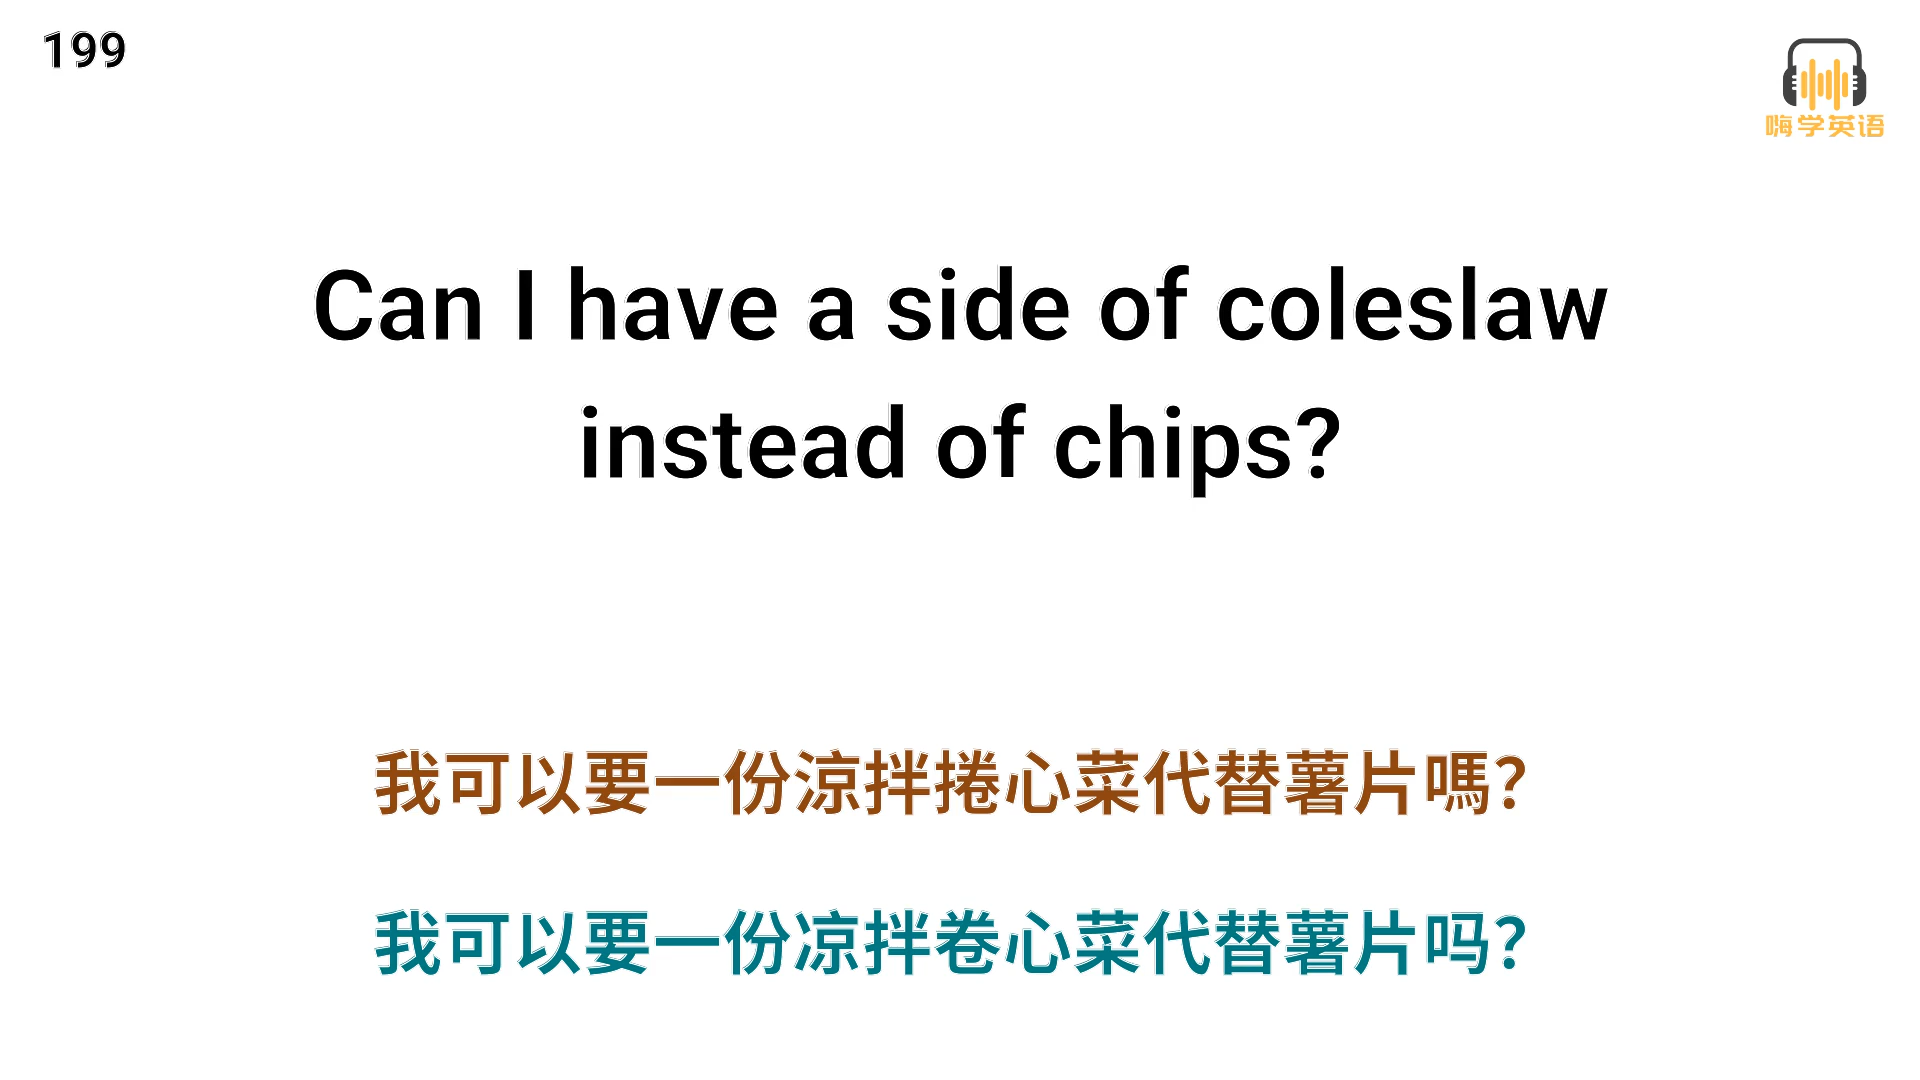 199
嗨学英语
Can I have a side of coleslaw
instead of chips?
我可以要一份涼拌捲心菜代替薯片嗎?
我可以要一份凉拌卷心菜代替薯片吗?